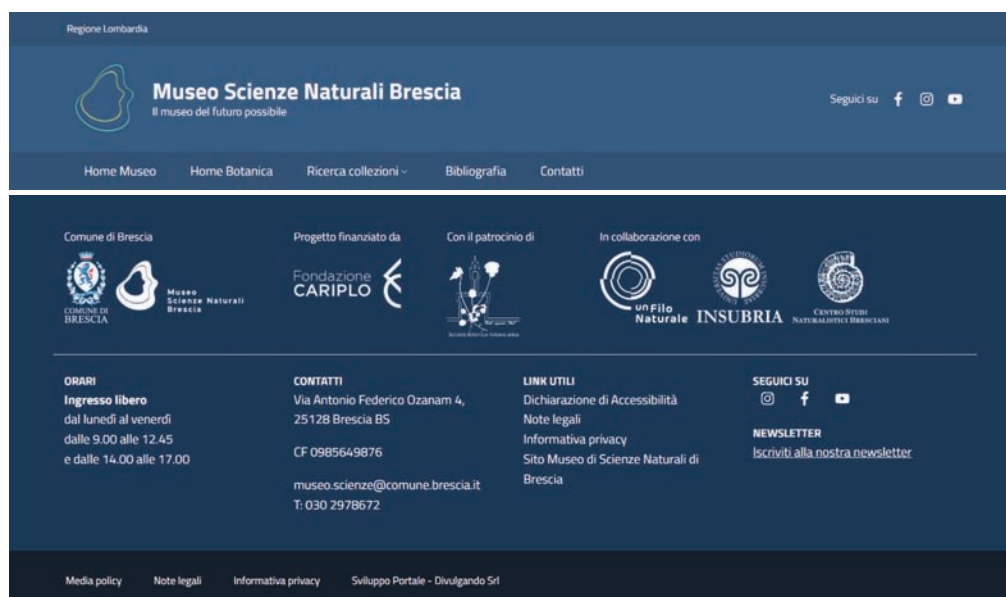 Regione Lombardia
Museo Scienze Naturali Brescia
Il museo del futuro possibile
Seguici su
Home Museo Home Botanica Ricerca collezioni Bibliografia Contatti
Comune di Brescia
Progetto finanziato da
Con il patrocinio di
In collaborazione con
COMUNE DI
BRESCIA
Museo
Scienze Naturali
Brescia
Fondazione
CARIPLO
un Filo
Naturale
INSUBRIA
CENTRO STUDI
NATURALISTICI BRESCIANI
ORARI
Ingresso libero
dal lunedì al venerdì
dalle 9.00 alle 12.45
e dalle 14.00 alle 17.00
CONTATTI
Via Antonio Federico Ozanam 4,
25128 Brescia BS
CF 0985649876
museo.scienze@comune.brescia.it
T: 030 2978672
LINK UTILI
Dichiarazione di Accessibilità
Note legali
Informativa privacy
Sito Museo di Scienze Naturali di
Brescia
SEGUICI SU
NEWSLETTER
Iscriviti alla nostra newsletter
Media policy Note legali Informativa privacy Sviluppo Portale - Divulgando Srl